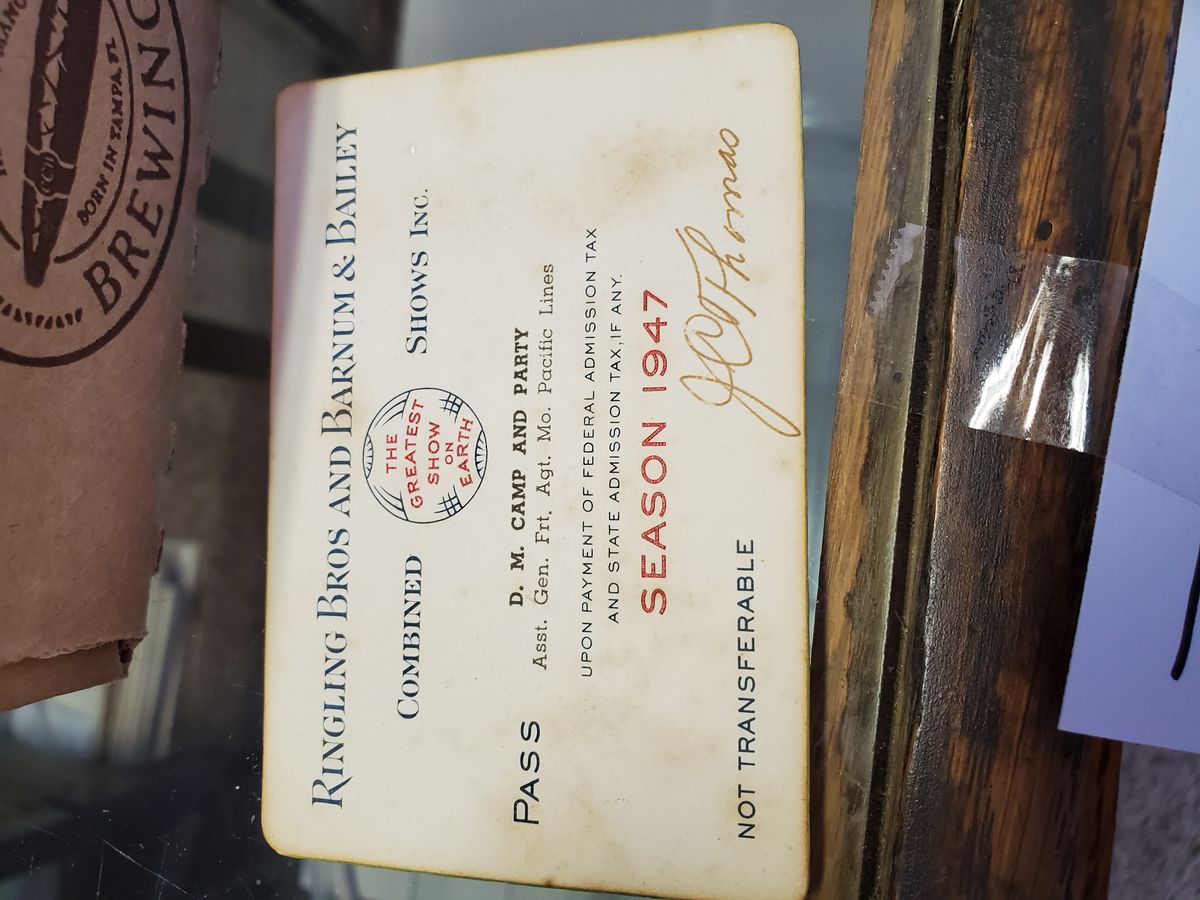 RINGLING BROS AND BARNUM & BAILEY
COMBINED SHOWS INC.
THE
GREATEST
SHOW
ON
EARTH
PASS D. M. CAMP AND PARTY
Asst. Gen. Frt. Agt. Mo. Pacific Lines
UPON PAYMENT OF FEDERAL ADMISSION TAX
AND STATE ADMISSION TAX, IF ANY.
SEASON 1947
NOT TRANSFERABLE
Thomas
BORN IN TAMPA, FL
BREWING